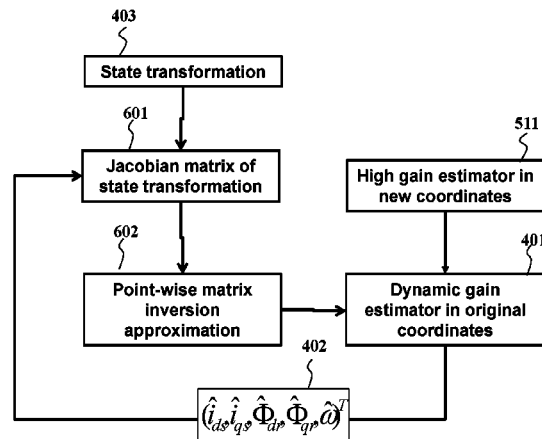 403
State transformation
601
Jacobian matrix of
state transformation
511
High gain estimator in
new coordinates
602
Point-wise matrix
inversion
approximation
401
Dynamic gain
estimator in original
coordinates
402
(î_ds, î_qs, Φ̂_dr, Φ̂_qr, ω̂)^T